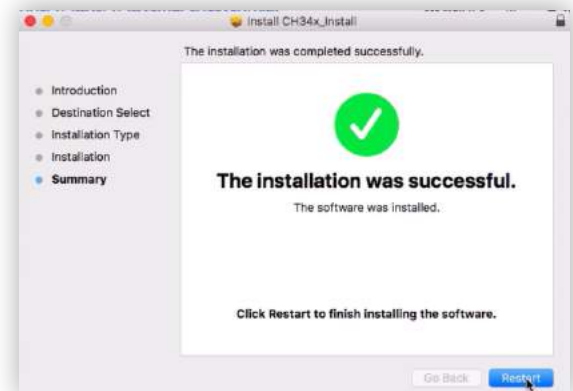 Install CH34x_Install
The installation was completed successfully.
Introduction
Destination Select
Installation Type
Installation
Summary
The installation was successful.
The software was installed.
Click Restart to finish installing the software.
Go Back
Restart